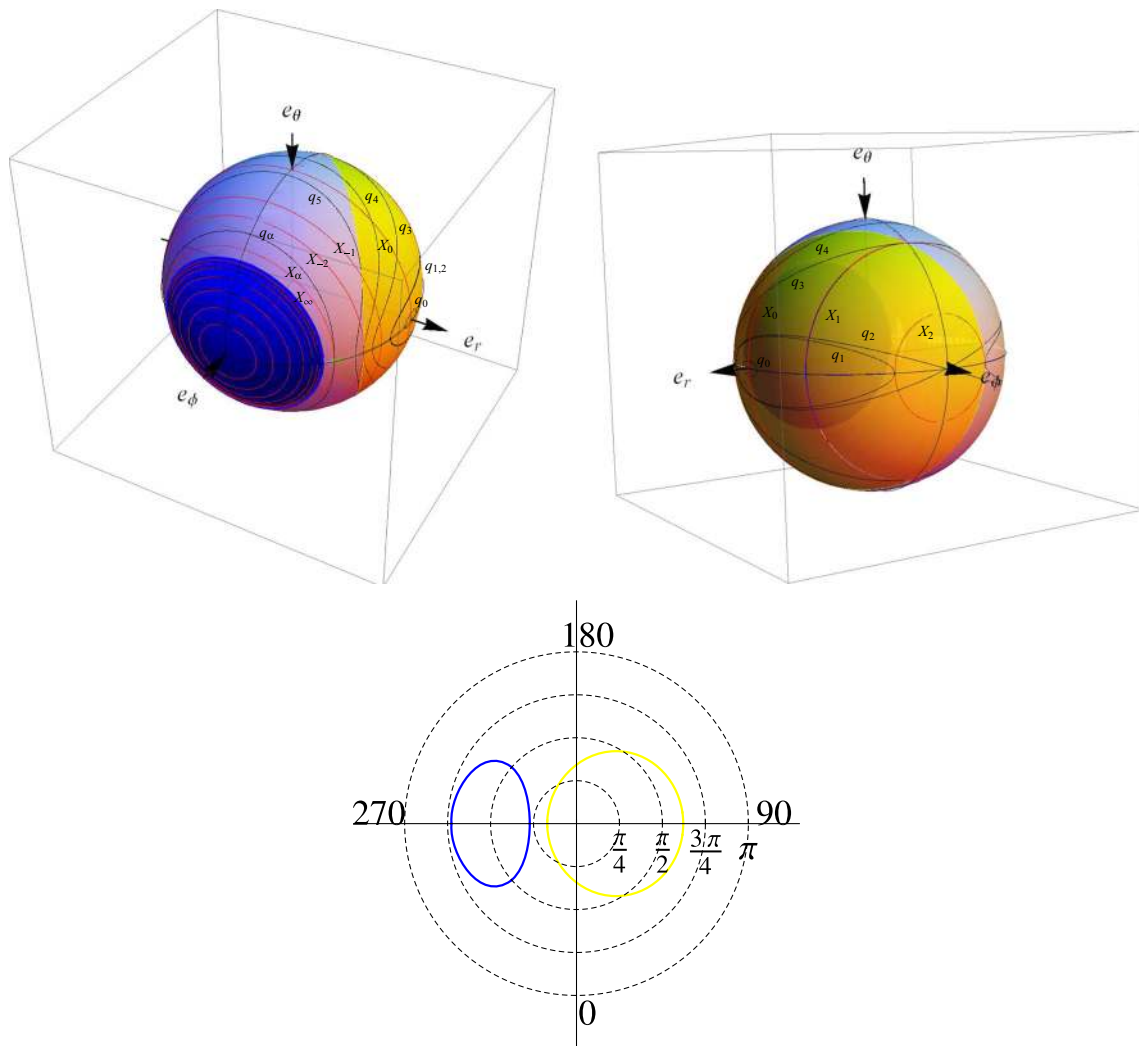 e_θ
q_5
q_4
q_α
q_3
X_{-1}
X_0
X_{-2}
q_{1,2}
X_α
X_∞
q_0
e_r
e_ϕ
e_θ
q_4
q_3
X_0
X_1
q_2
X_2
q_0
q_1
e_r
e_ϕ
180
270
90
π/4
π/2
3π/4
π
0